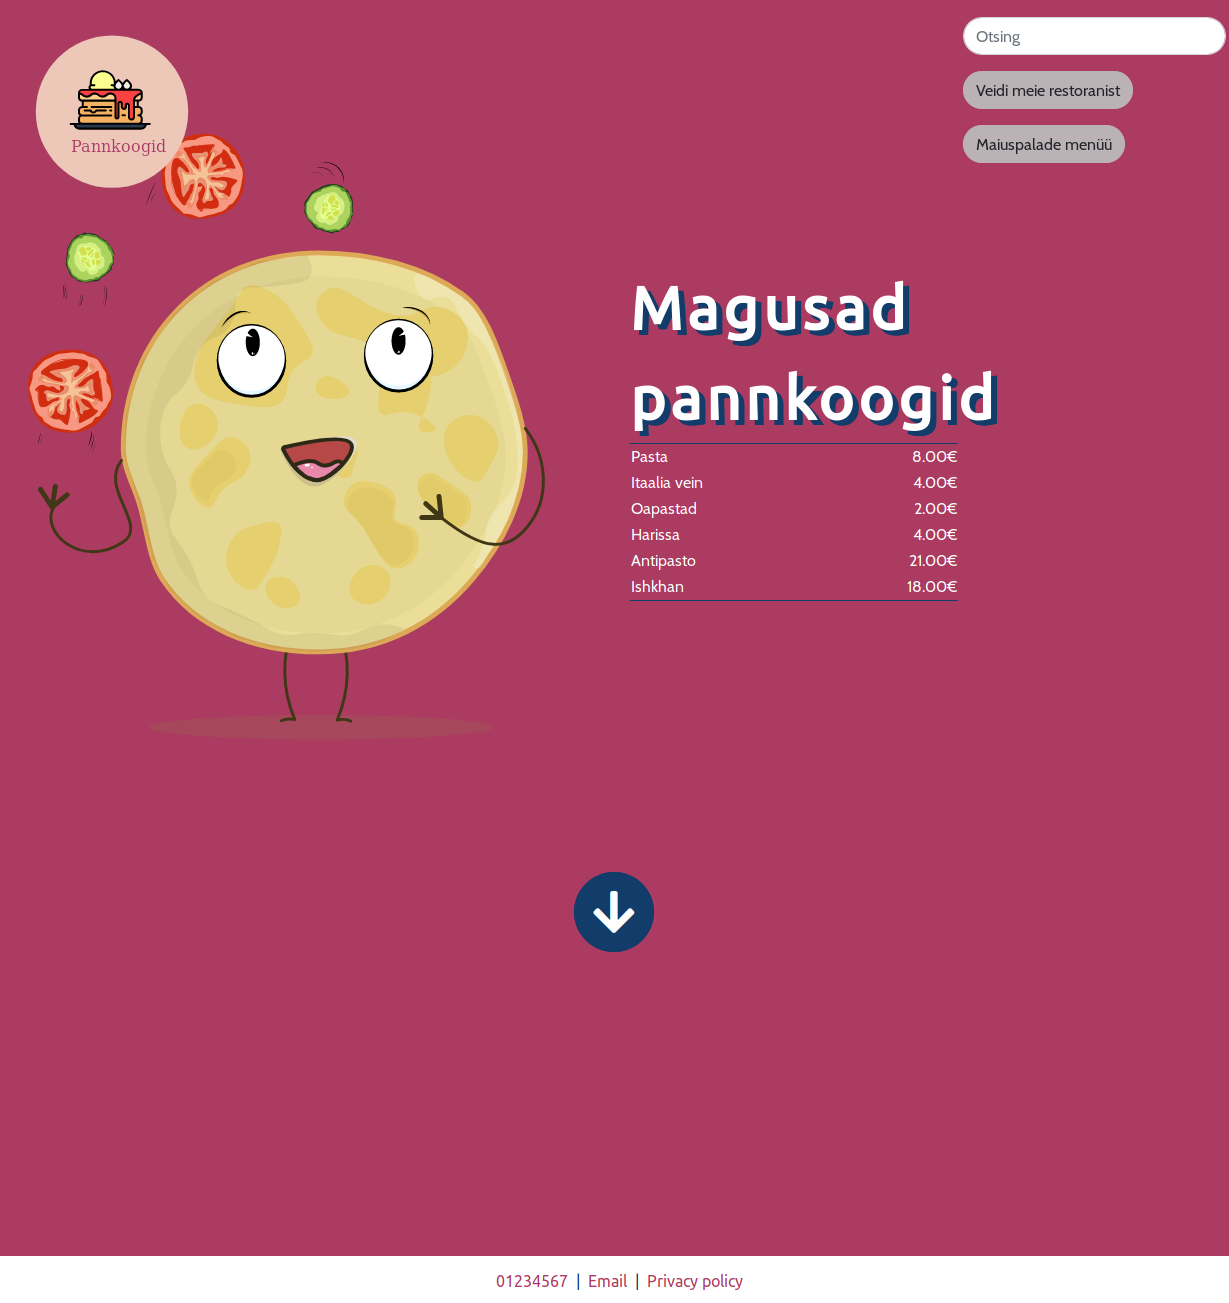 Otsing
Veidi meie restoranist
Maiuspalade menüü
Pannkoogid
Magusad
pannkoogid
Pasta 8.00€
Itaalia vein 4.00€
Oapastad 2.00€
Harissa 4.00€
Antipasto 21.00€
Ishkhan 18.00€
01234567 | Email | Privacy policy